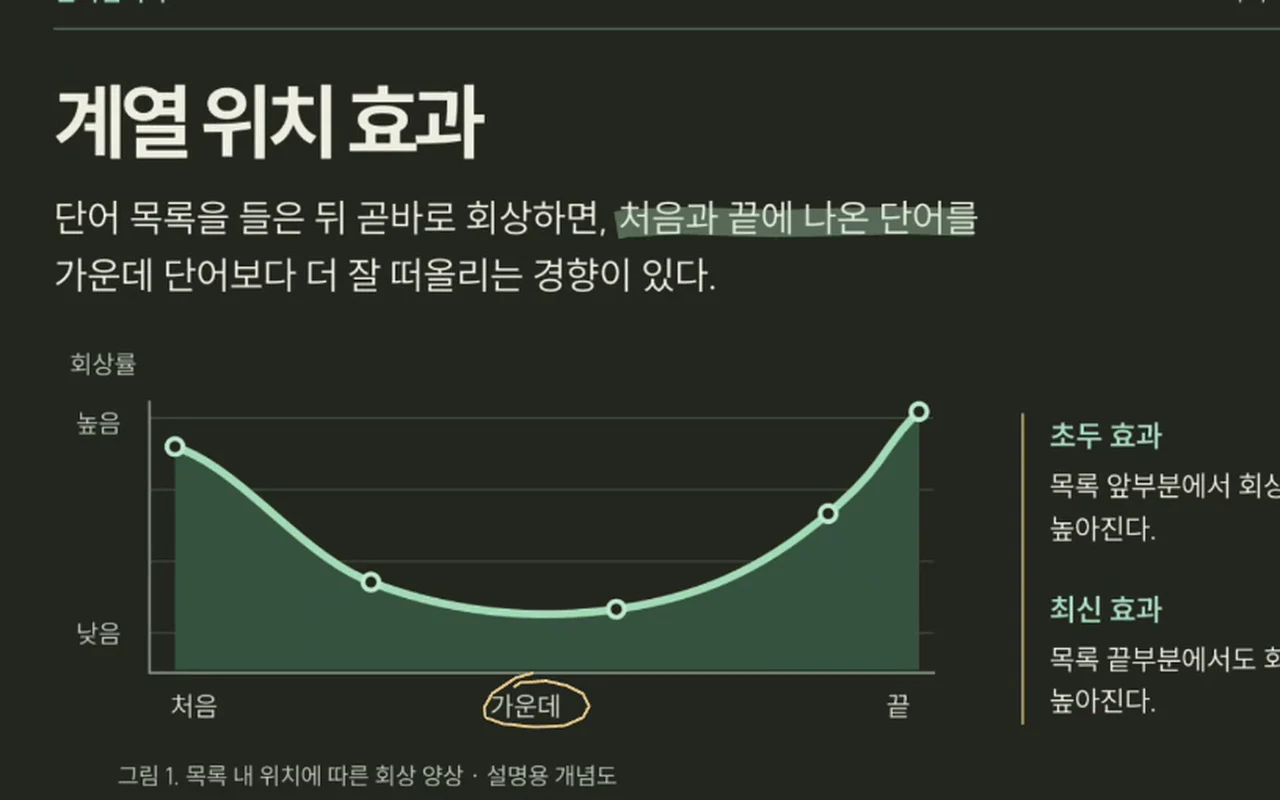 계열 위치 효과
단어 목록을 들은 뒤 곧바로 회상하면, 처음과 끝에 나온 단어를
가운데 단어보다 더 잘 떠올리는 경향이 있다.
회상률
높음
낮음
처음
가운데
끝
초두 효과
목록 앞부분에서
높아진다.
최신 효과
목록 끝부분에서도
높아진다.
그림 1. 목록 내 위치에 따른 회상 양상 · 설명용 개념도